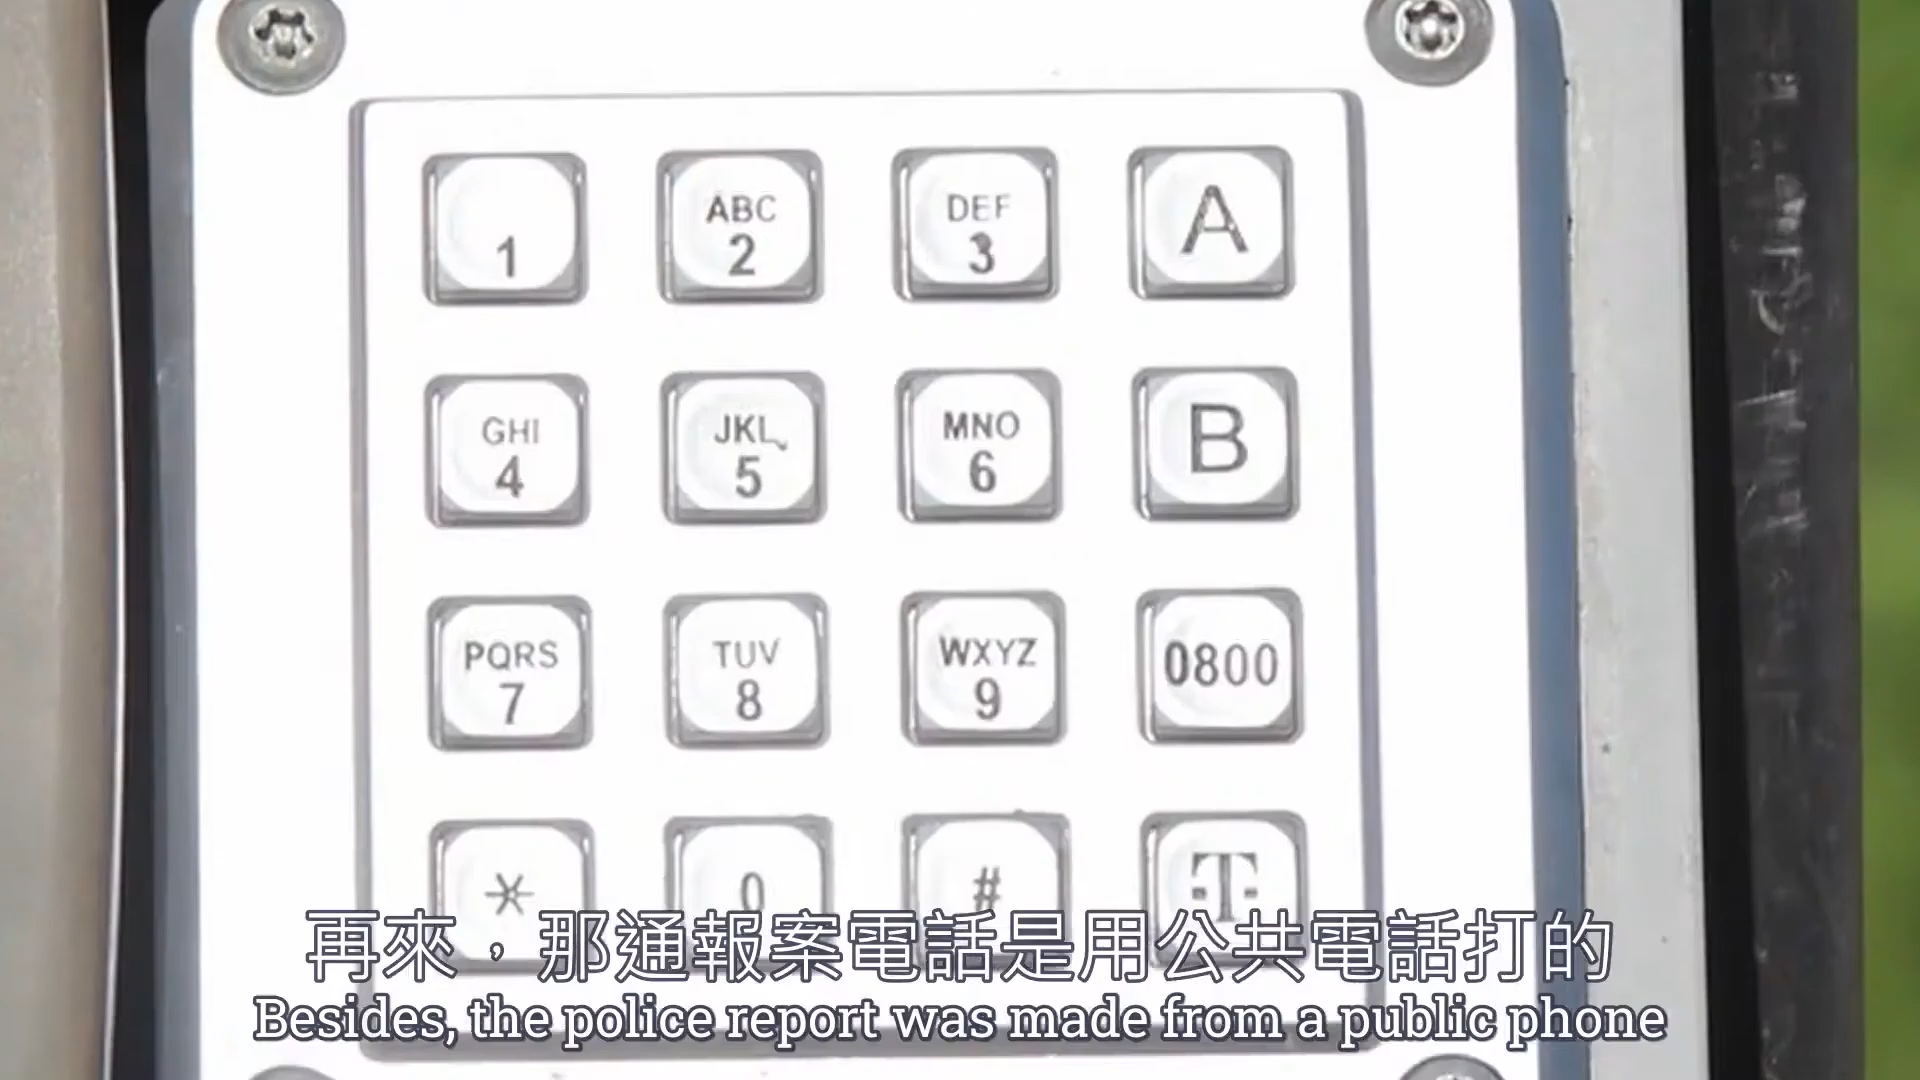 1
ABC
2
DEF
3
A
GHI
4
JKL
5
MNO
6
B
PQRS
7
TUV
8
WXYZ
9
0800
*
0
#
T
再來，那通報案電話是用公共電話打的
Besides, the police report was made from a public phone